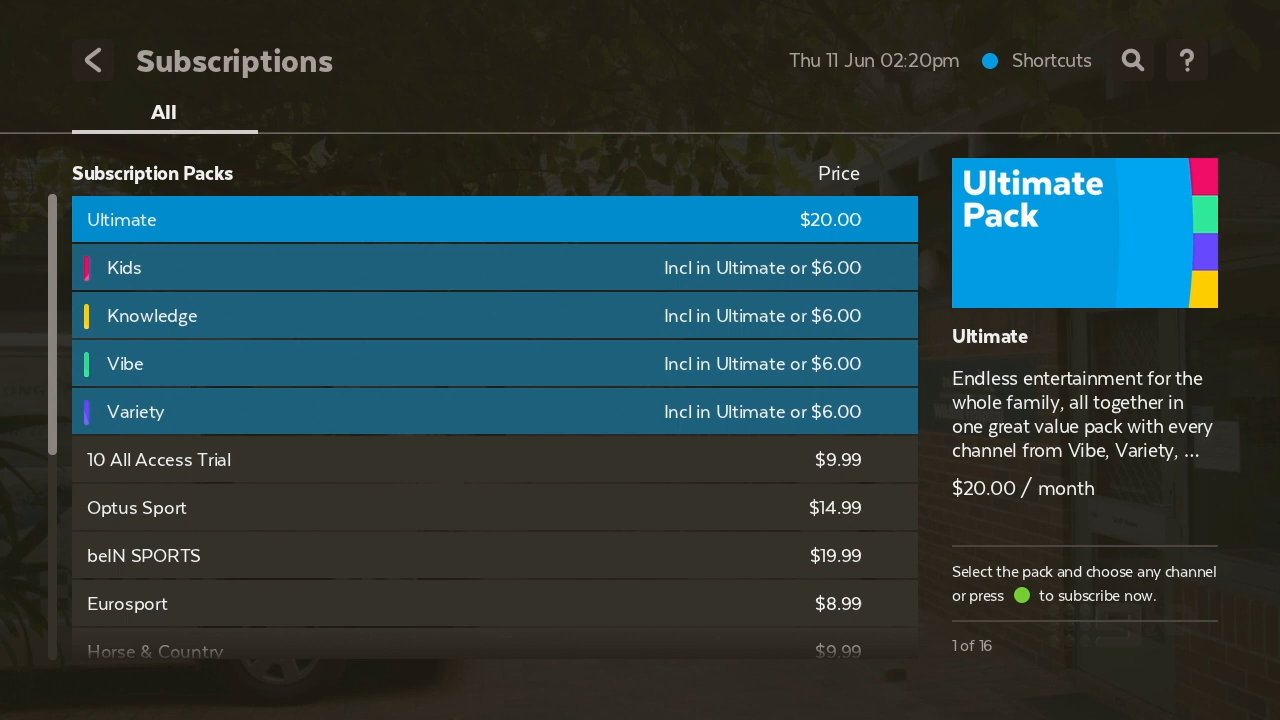 Subscriptions
Thu 11 Jun 02:20pm
Shortcuts
?
All
Subscription Packs
Price
Ultimate
$20.00
Kids
Incl in Ultimate or $6.00
Knowledge
Incl in Ultimate or $6.00
Vibe
Incl in Ultimate or $6.00
Variety
Incl in Ultimate or $6.00
10 All Access Trial
$9.99
Optus Sport
$14.99
beIN SPORTS
$19.99
Eurosport
$8.99
Horse & Country
$9.99
Ultimate
Pack
Ultimate
Endless entertainment for the
whole family, all together in
one great value pack with every
channel from Vibe, Variety, ...
$20.00 / month
Select the pack and choose any channel
or press to subscribe now.
1 of 16